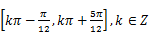 [kπ − π/12, kπ + 5π/12], k ∈ Z